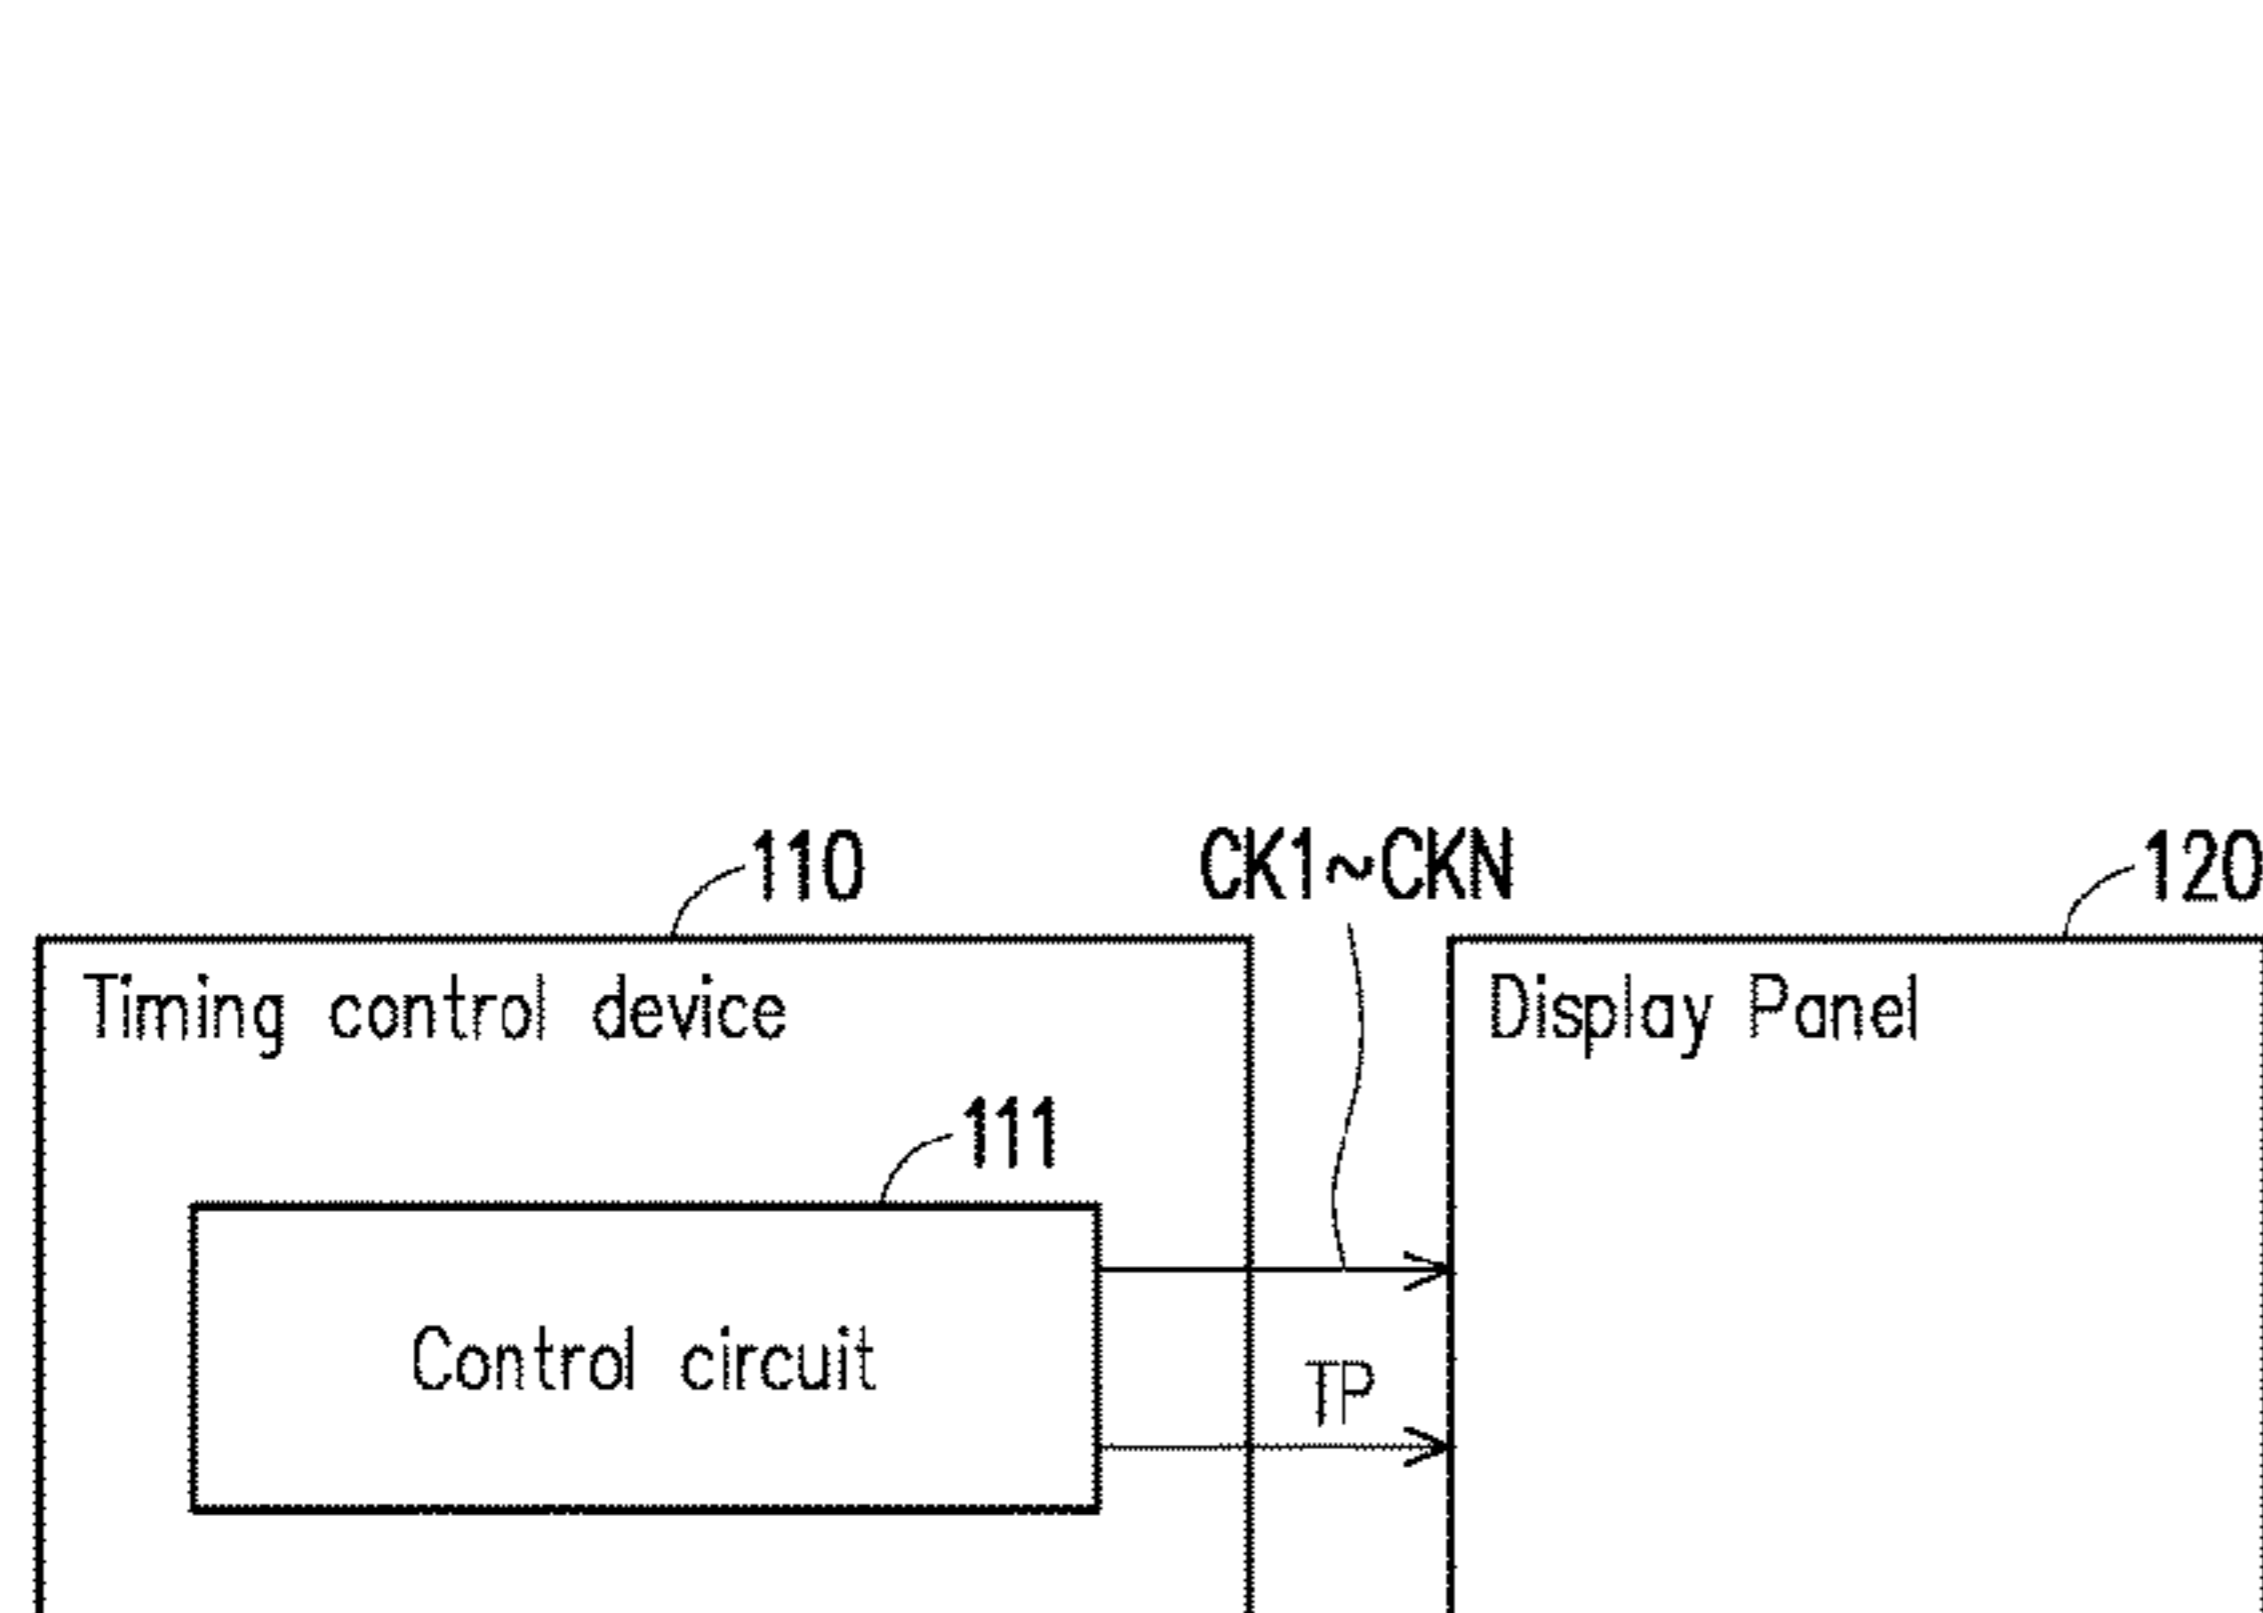 110
CK1~CKN
120
Timing control device
Display Panel
111
Control circuit
TP